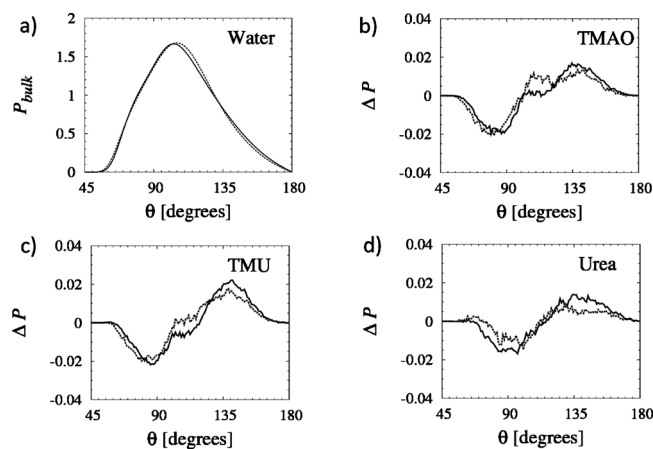 a)
Water
2
1.5
1
0.5
0
P_bulk
45 90 135 180
θ [degrees]
b)
TMAO
0.04
0.02
0
-0.02
-0.04
Δ P
45 90 135 180
θ [degrees]
c)
TMU
0.04
0.02
0
-0.02
-0.04
Δ P
45 90 135 180
θ [degrees]
d)
Urea
0.04
0.02
0
-0.02
-0.04
Δ P
45 90 135 180
θ [degrees]